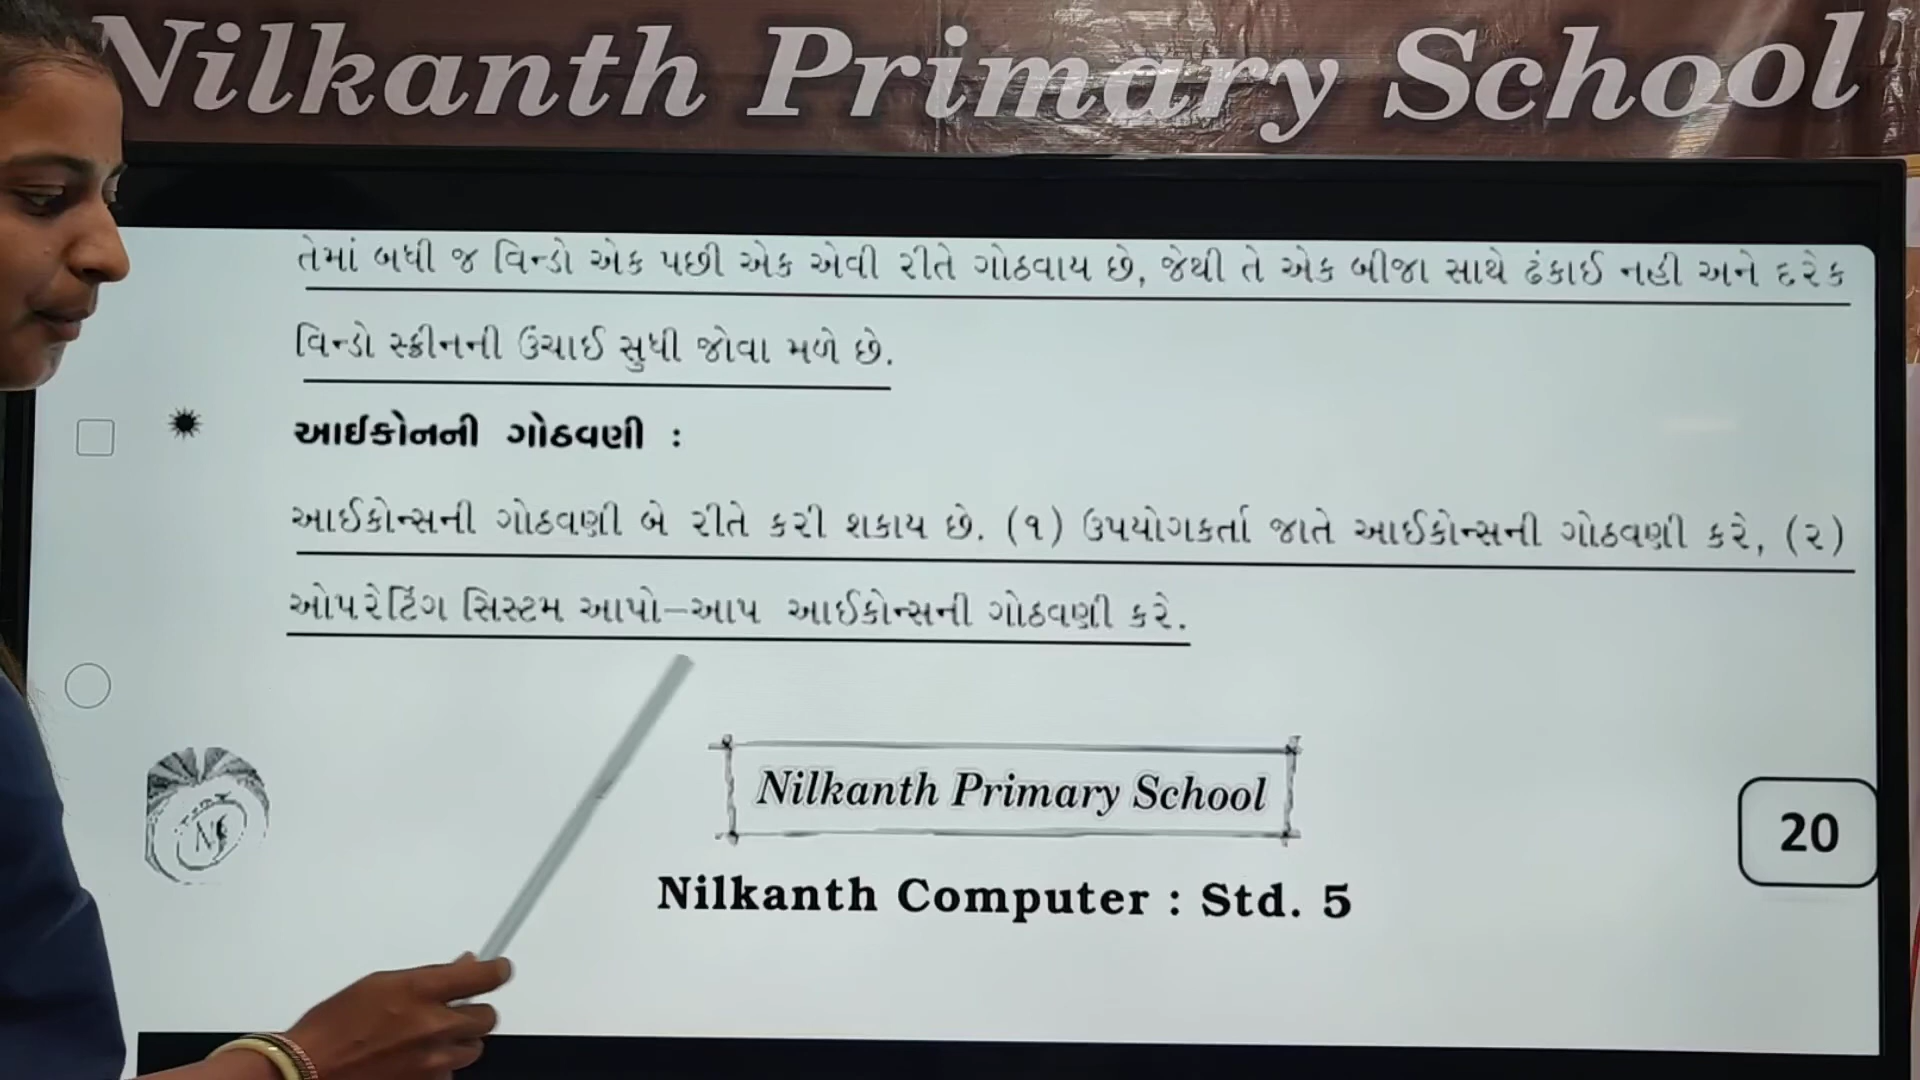 Nilkanth Primary School
તેમાં બધી જ વિન્ડો એક પછી એક એવી રીતે ગોઠવાય છે, જેથી તે એક બીજા સાથે ઢંકાઈ નહી અને દરેક
વિન્ડો સ્ક્રીનની ઉંચાઈ સુધી જોવા મળે છે.
આઈકોનની ગોઠવણી :
આઈકોન્સની ગોઠવણી બે રીતે કરી શકાય છે. (૧) ઉપયોગકર્તા જાતે આઈકોન્સની ગોઠવણી કરે, (૨)
ઓપરેટિંગ સિસ્ટમ આપો–આપ આઈકોન્સની ગોઠવણી કરે.
Nilkanth Primary School
20
Nilkanth Computer : Std. 5